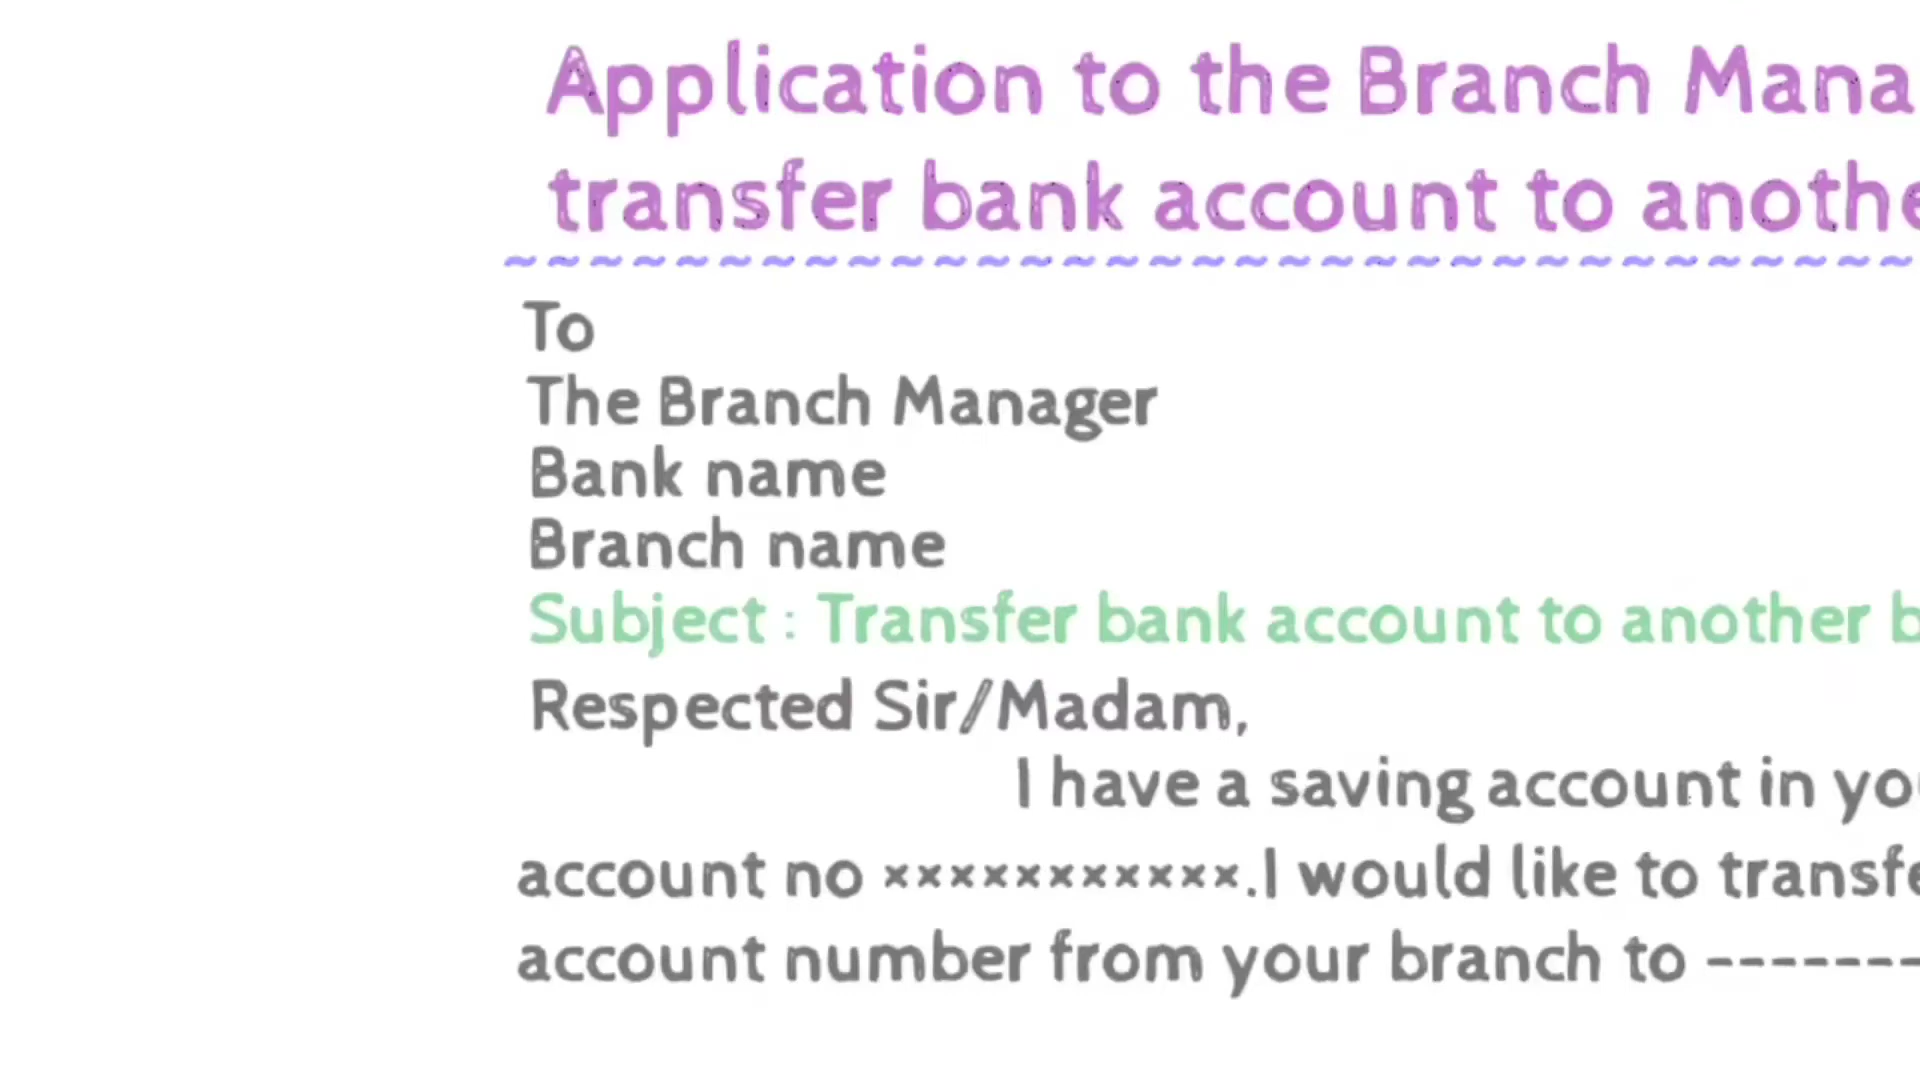 Application to the Branch Mana
transfer bank account to anothe
~~~~~~~~~~~~~~~~~~~~~~~~~~~~~~~~~
To
The Branch Manager
Bank name
Branch name
Subject : Transfer bank account to another b
Respected Sir/Madam,
I have a saving account in you
account no ×××××××××××.I would like to transfe
account number from your branch to -------